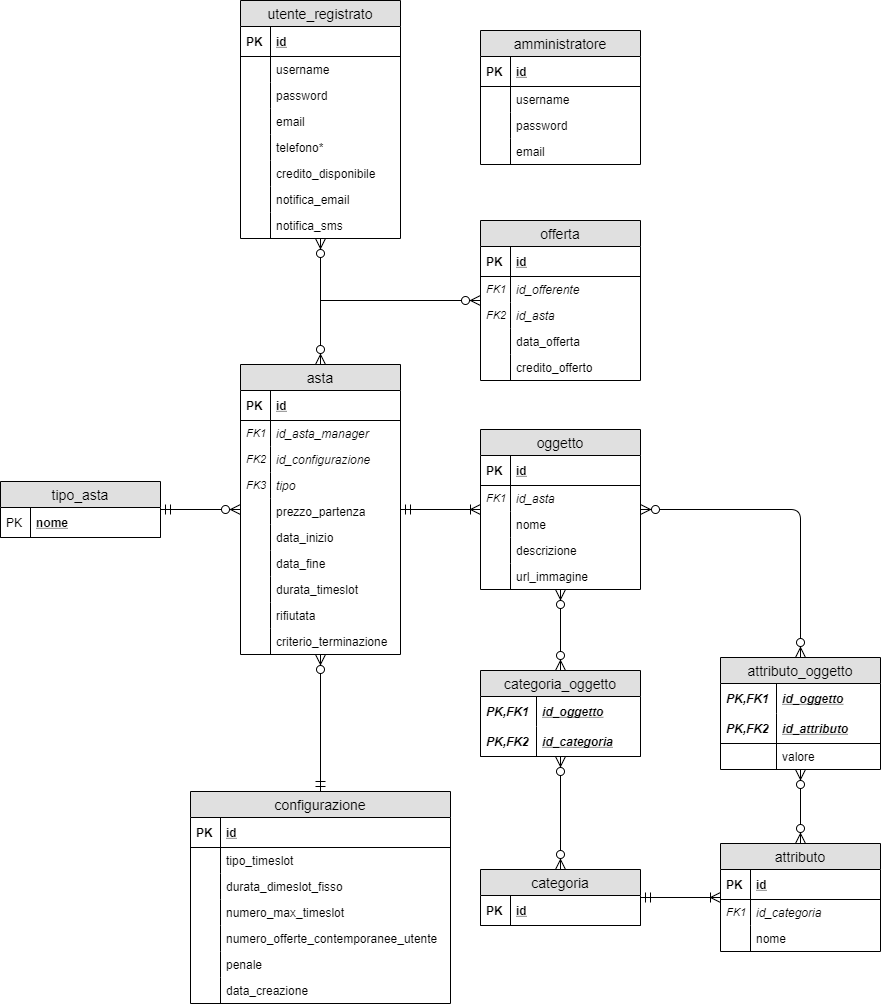 utente_registrato
PK id
username
password
email
telefono*
credito_disponibile
notifica_email
notifica_sms
amministratore
PK id
username
password
email
offerta
PK id
FK1 id_offerente
FK2 id_asta
data_offerta
credito_offerto
asta
PK id
FK1 id_asta_manager
FK2 id_configurazione
FK3 tipo
prezzo_partenza
data_inizio
data_fine
durata_timeslot
rifiutata
criterio_terminazione
tipo_asta
PK nome
oggetto
PK id
FK1 id_asta
nome
descrizione
url_immagine
categoria_oggetto
PK,FK1 id_oggetto
PK,FK2 id_categoria
attributo_oggetto
PK,FK1 id_oggetto
PK,FK2 id_attributo
valore
configurazione
PK id
tipo_timeslot
durata_dimeslot_fisso
numero_max_timeslot
numero_offerte_contemporanee_utente
penale
data_creazione
categoria
PK id
attributo
PK id
FK1 id_categoria
nome